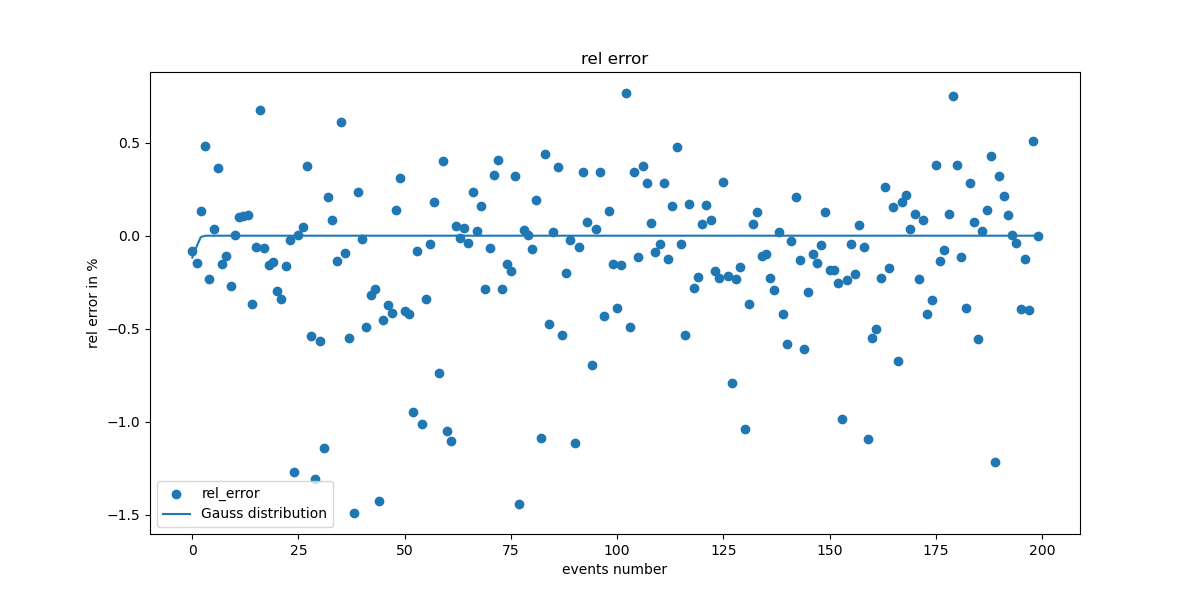 rel error
0.5
0.0
−0.5
−1.0
−1.5
rel error in %
rel_error
Gauss distribution
0 25 50 75 100 125 150 175 200
events number